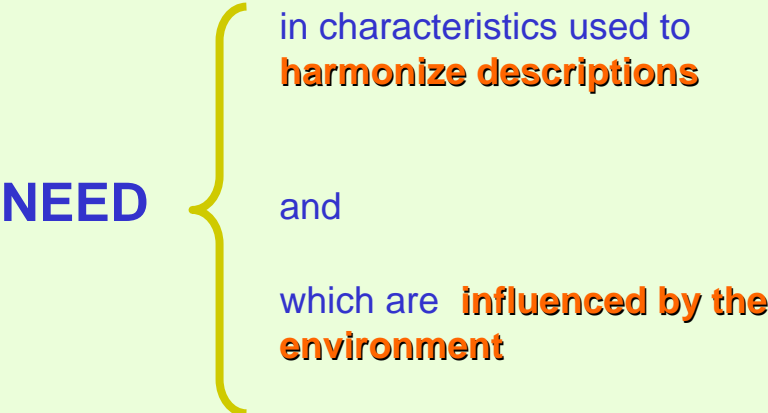 in characteristics used to
harmonize descriptions
NEED
and
which are influenced by the
environment